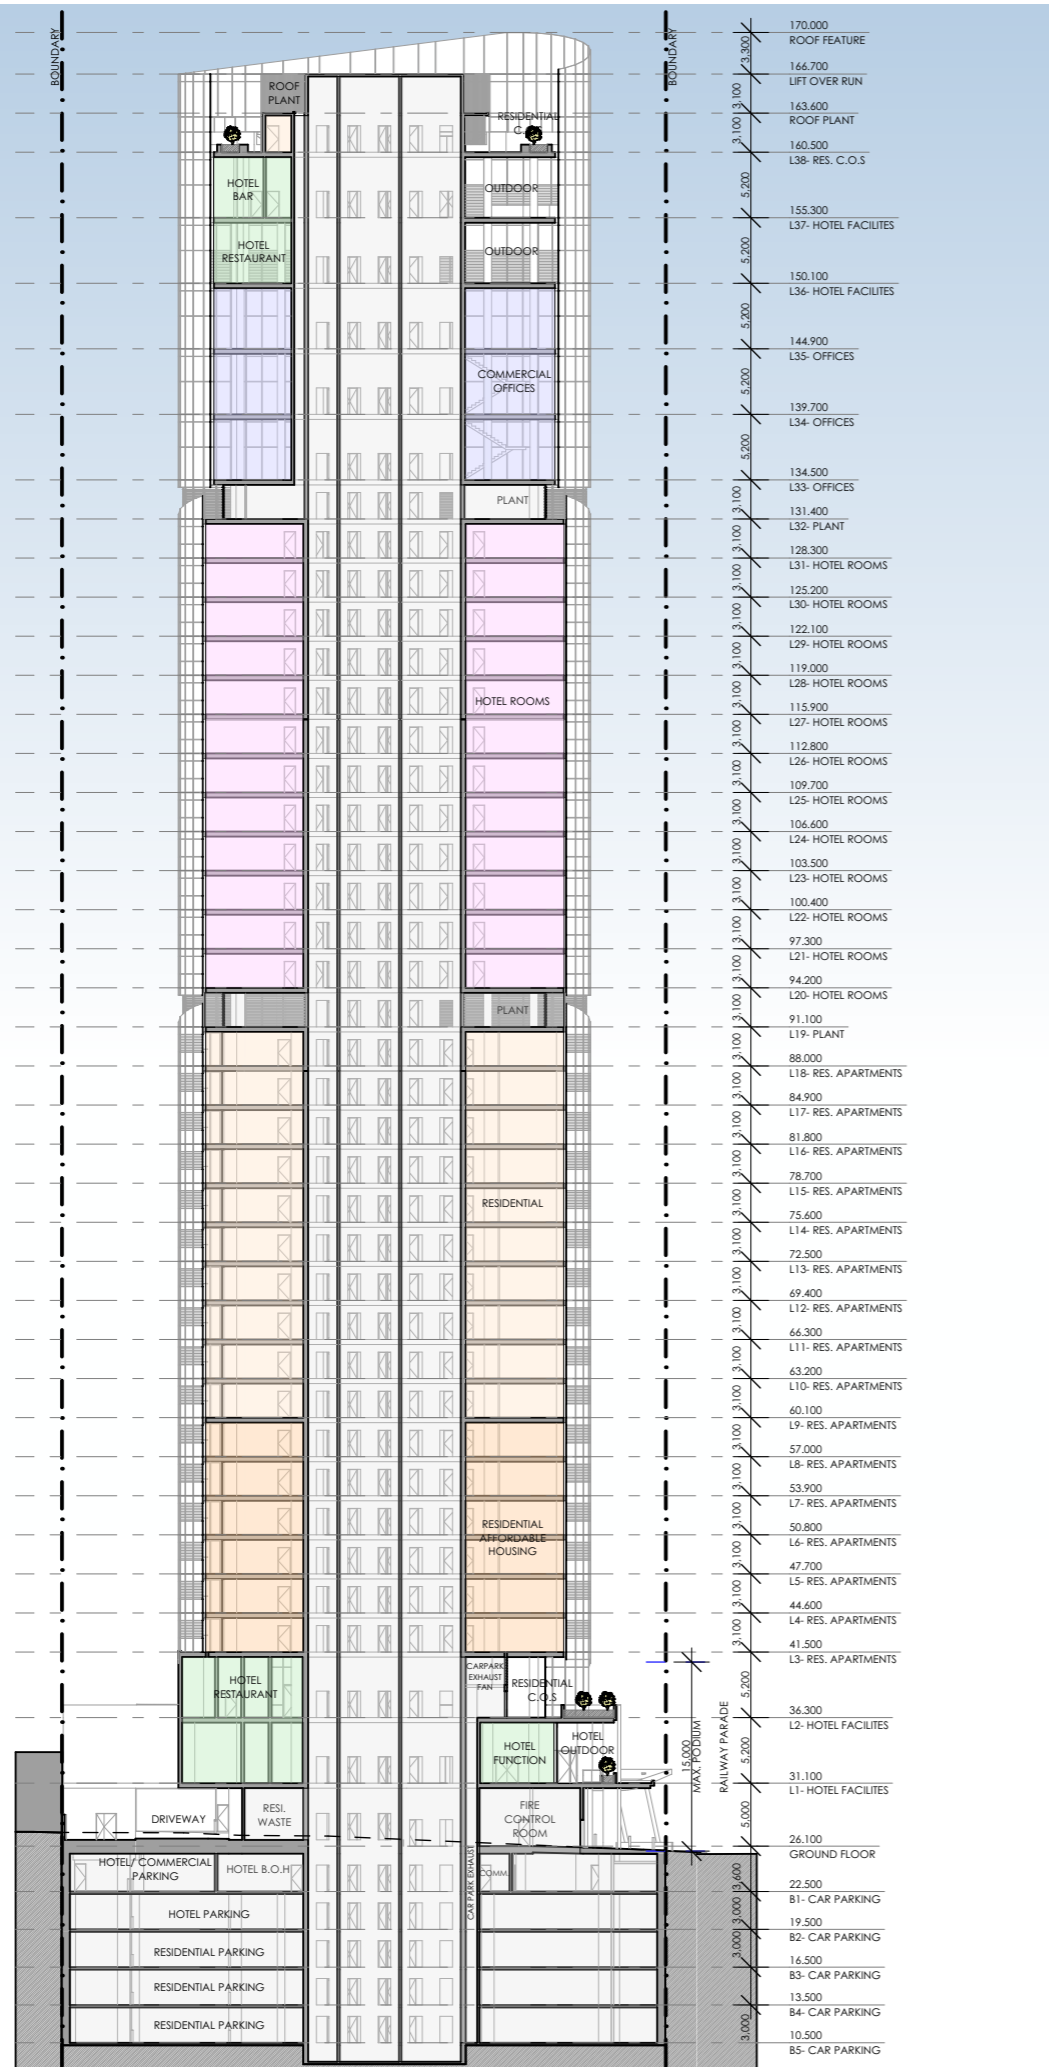 BOUNDARY
BOUNDARY
ROOF
PLANT
RESIDENTIAL
HOTEL
BAR
OUTDOOR
HOTEL
RESTAURANT
OUTDOOR
COMMERCIAL
OFFICES
PLANT
HOTEL ROOMS
PLANT
RESIDENTIAL
RESIDENTIAL
AFFORDABLE
HOUSING
HOTEL
RESTAURANT
CARPARK
EXHAUST
FAN
RESIDENTIAL
C.O.S
HOTEL
FUNCTION
HOTEL
OUTDOOR
15.000
MAX. PODIUM
RAILWAY PARADE
DRIVEWAY
RESI.
WASTE
FIRE
CONTROL
ROOM
HOTEL/ COMMERCIAL
PARKING
HOTEL B.O.H
COMM.
CAR PARK EXHAUST
HOTEL PARKING
RESIDENTIAL PARKING
RESIDENTIAL PARKING
RESIDENTIAL PARKING
170.000
ROOF FEATURE
3.300
166.700
LIFT OVER RUN
3.100
163.600
ROOF PLANT
3.100
160.500
L38- RES. C.O.S
5.200
155.300
L37- HOTEL FACILITES
5.200
150.100
L36- HOTEL FACILITES
5.200
144.900
L35- OFFICES
5.200
139.700
L34- OFFICES
5.200
134.500
L33- OFFICES
3.100
131.400
L32- PLANT
3.100
128.300
L31- HOTEL ROOMS
3.100
125.200
L30- HOTEL ROOMS
3.100
122.100
L29- HOTEL ROOMS
3.100
119.000
L28- HOTEL ROOMS
3.100
115.900
L27- HOTEL ROOMS
3.100
112.800
L26- HOTEL ROOMS
3.100
109.700
L25- HOTEL ROOMS
3.100
106.600
L24- HOTEL ROOMS
3.100
103.500
L23- HOTEL ROOMS
3.100
100.400
L22- HOTEL ROOMS
3.100
97.300
L21- HOTEL ROOMS
3.100
94.200
L20- HOTEL ROOMS
3.100
91.100
L19- PLANT
3.100
88.000
L18- RES. APARTMENTS
3.100
84.900
L17- RES. APARTMENTS
3.100
81.800
L16- RES. APARTMENTS
3.100
78.700
L15- RES. APARTMENTS
3.100
75.600
L14- RES. APARTMENTS
3.100
72.500
L13- RES. APARTMENTS
3.100
69.400
L12- RES. APARTMENTS
3.100
66.300
L11- RES. APARTMENTS
3.100
63.200
L10- RES. APARTMENTS
3.100
60.100
L9- RES. APARTMENTS
3.100
57.000
L8- RES. APARTMENTS
3.100
53.900
L7- RES. APARTMENTS
3.100
50.800
L6- RES. APARTMENTS
3.100
47.700
L5- RES. APARTMENTS
3.100
44.600
L4- RES. APARTMENTS
3.100
41.500
L3- RES. APARTMENTS
5.200
36.300
L2- HOTEL FACILITES
5.200
31.100
L1- HOTEL FACILITES
5.000
26.100
GROUND FLOOR
3.600
22.500
B1- CAR PARKING
3.000
19.500
B2- CAR PARKING
3.000
16.500
B3- CAR PARKING
13.500
B4- CAR PARKING
3.000
10.500
B5- CAR PARKING